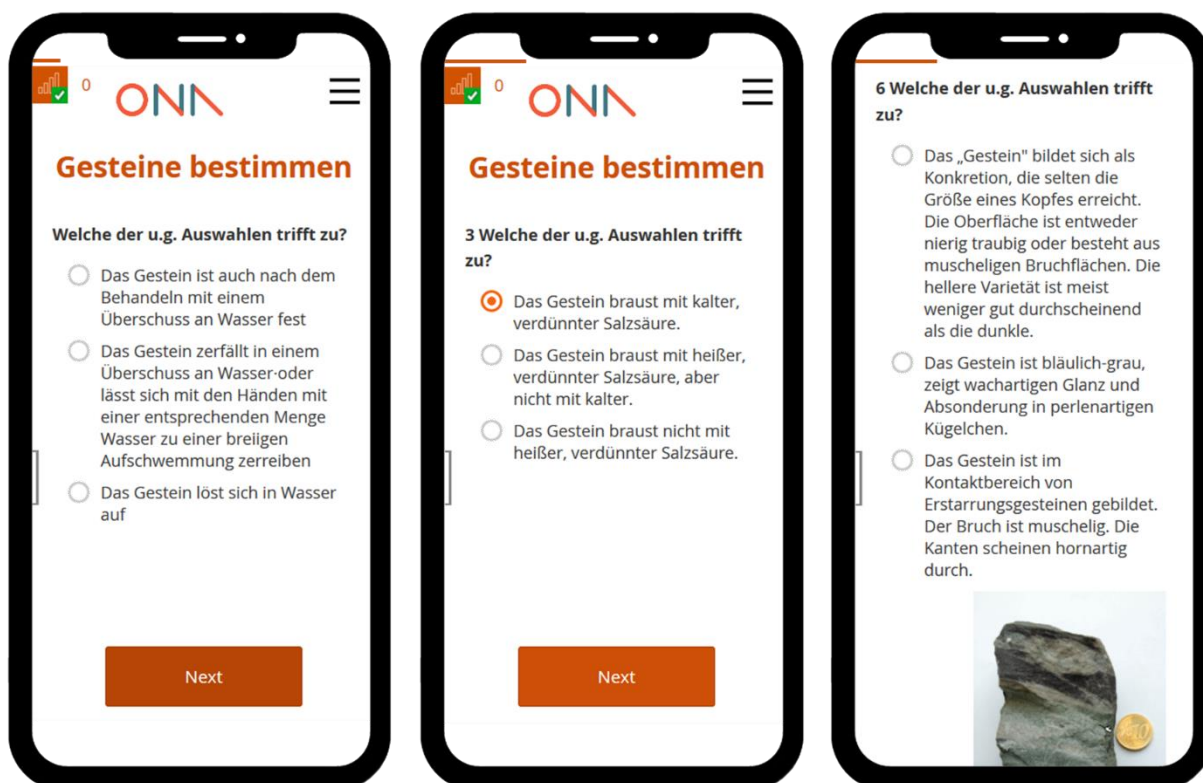 0
ONA
Gesteine bestimmen
Welche der u.g. Auswahlen trifft zu?
Das Gestein ist auch nach dem
Behandeln mit einem
Überschuss an Wasser fest
Das Gestein zerfällt in einem
Überschuss an Wasser·oder
lässt sich mit den Händen mit
einer entsprechenden Menge
Wasser zu einer breiigen
Aufschwemmung zerreiben
Das Gestein löst sich in Wasser
auf
Next
0
ONA
Gesteine bestimmen
3 Welche der u.g. Auswahlen trifft
zu?
Das Gestein braust mit kalter,
verdünnter Salzsäure.
Das Gestein braust mit heißer,
verdünnter Salzsäure, aber
nicht mit kalter.
Das Gestein braust nicht mit
heißer, verdünnter Salzsäure.
Next
6 Welche der u.g. Auswahlen trifft
zu?
Das „Gestein" bildet sich als
Konkretion, die selten die
Größe eines Kopfes erreicht.
Die Oberfläche ist entweder
nierig traubig oder besteht aus
muscheligen Bruchflächen. Die
hellere Varietät ist meist
weniger gut durchscheinend
als die dunkle.
Das Gestein ist bläulich-grau,
zeigt wachartigen Glanz und
Absonderung in perlenartigen
Kügelchen.
Das Gestein ist im
Kontaktbereich von
Erstarrungsgesteinen gebildet.
Der Bruch ist muschelig. Die
Kanten scheinen hornartig
durch.
10